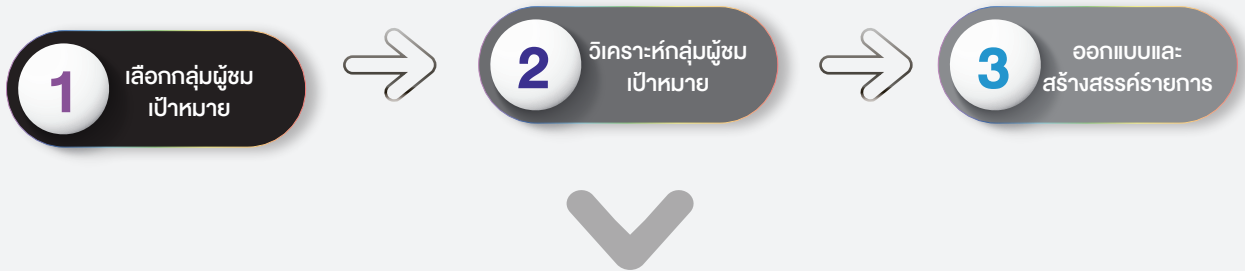 1
เลือกกลุ่มผู้ชม
เป้าหมาย
2
วิเคราะห์กลุ่มผู้ชม
เป้าหมาย
3
ออกแบบและ
สร้างสรรค์รายการ